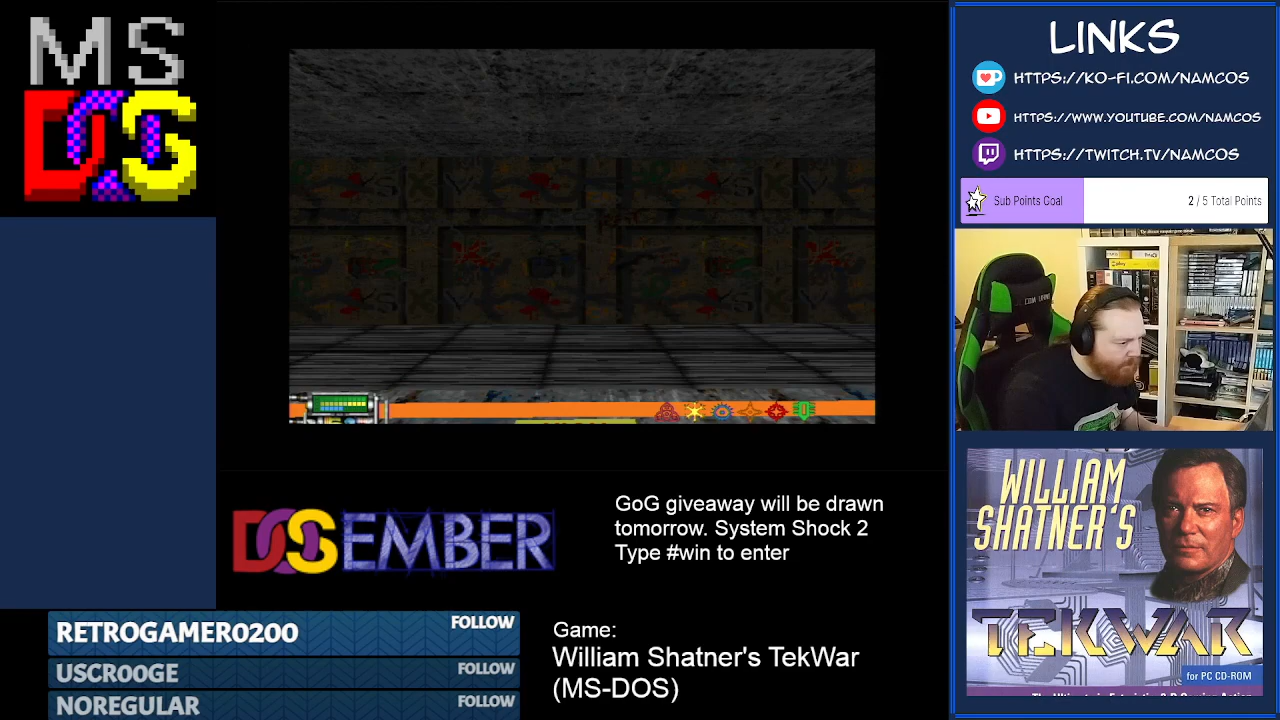 MS
DOS
LINKS
HTTPS://KO-FI.COM/NAMCOS
HTTPS://WWW.YOUTUBE.COM/NAMCOS
HTTPS://TWITCH.TV/NAMCOS
Sub Points Goal
2 / 5 Total Points
DOSEMBER
GoG giveaway will be drawn
tomorrow. System Shock 2
Type #win to enter
WILLIAM
SHATNER'S
TEKWAR
for PC CD-ROM
RETROGAMER0200
FOLLOW
USCR00GE
FOLLOW
NOREGULAR
FOLLOW
Game:
William Shatner's TekWar
(MS-DOS)